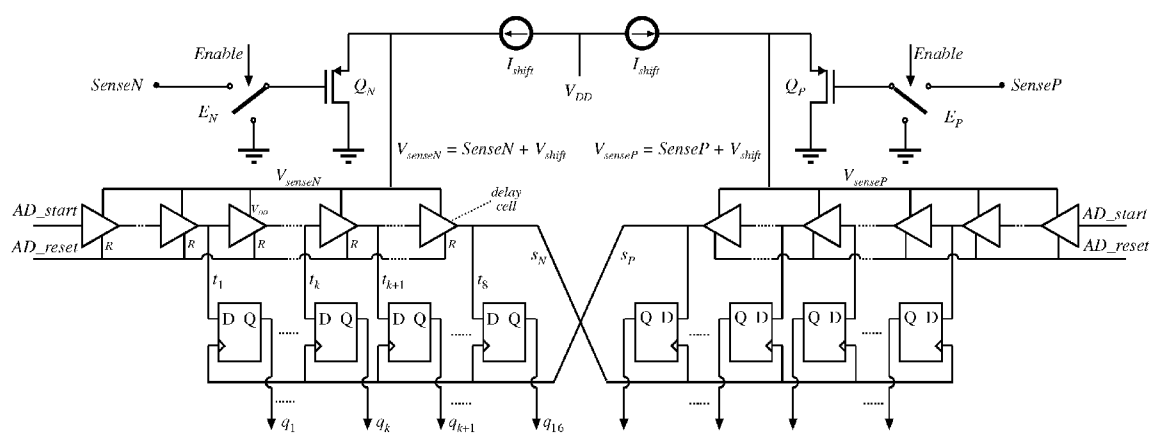 Enable
Enable
I_shift
I_shift
SenseN
Q_N
V_DD
Q_P
SenseP
E_N
E_P
V_senseN = SenseN + V_shift
V_senseP = SenseP + V_shift
V_senseN
V_senseP
delay
cell
AD_start
AD_start
R R R R R
AD_reset
AD_reset
s_N s_P
t_1 t_k t_k+1 t_8
D Q D Q D Q D Q Q D Q D Q D Q D
...... ...... ...... ......
...... ...... ...... ......
q_1 q_k q_k+1 q_16